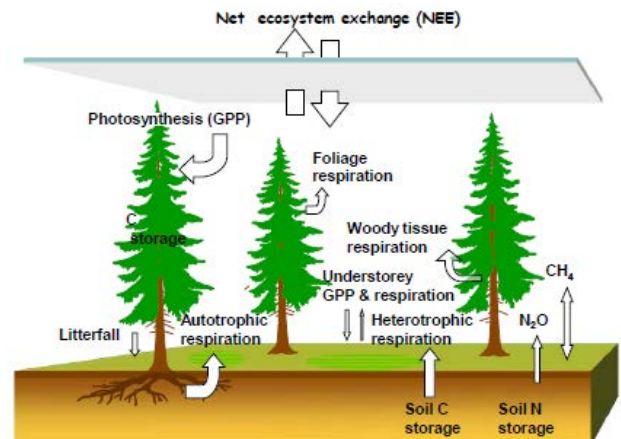 Net ecosystem exchange (NEE)
Photosynthesis (GPP)
Foliage
respiration
C
storage
Woody tissue
respiration
CH₄
Understorey
GPP & respiration
Litterfall
Autotrophic
respiration
Heterotrophic
respiration
N₂O
Soil C
storage
Soil N
storage